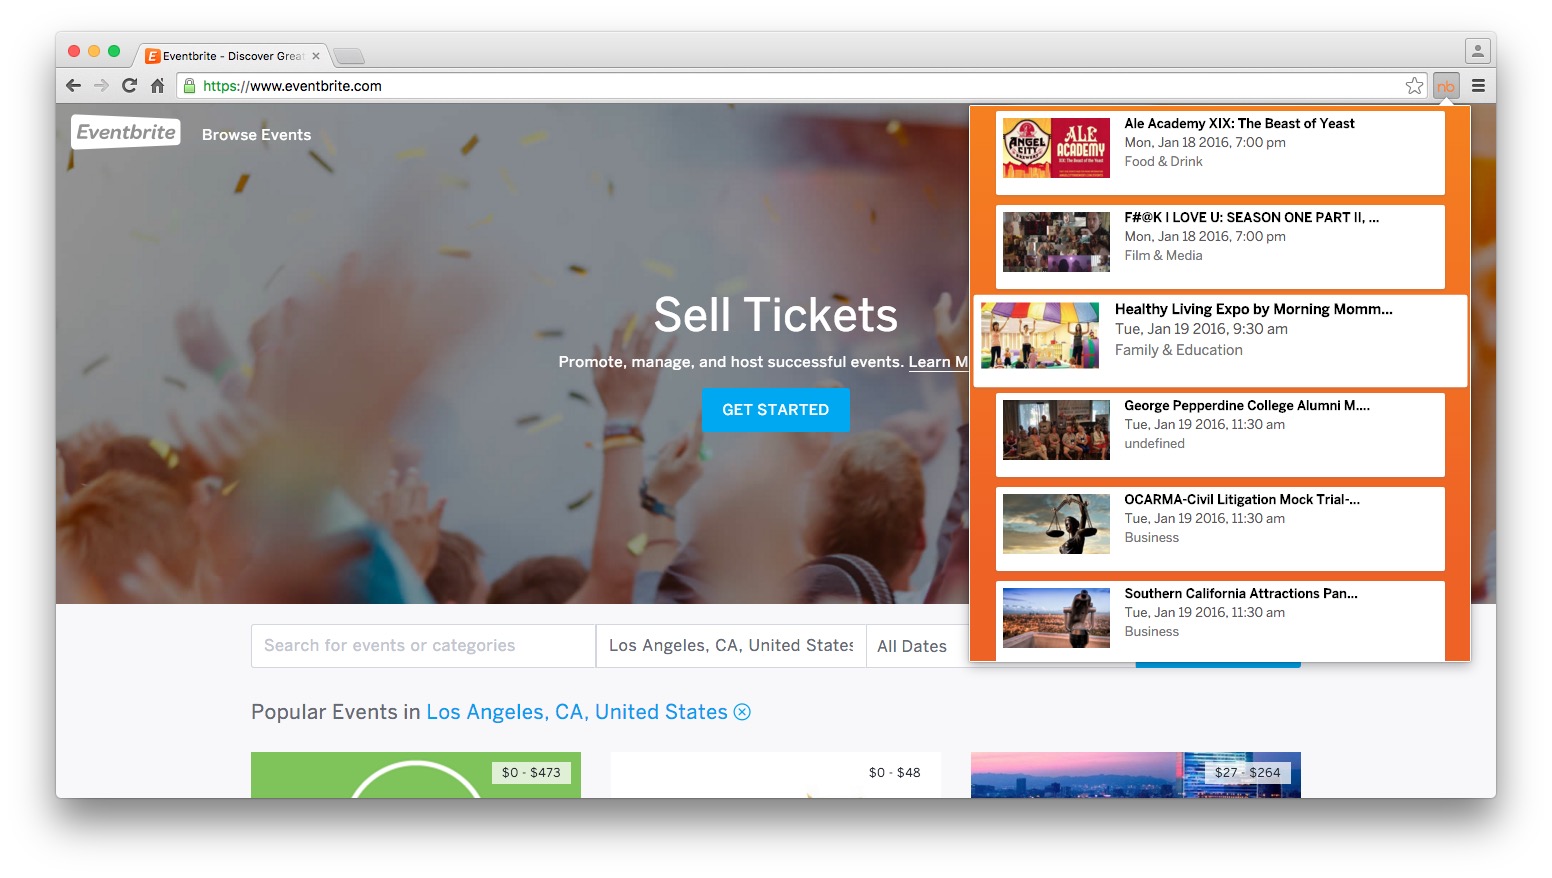 Eventbrite - Discover Grea
https://www.eventbrite.com
nb
Eventbrite
Browse Events
Sell Tickets
Promote, manage, and host successful events. Learn M
GET STARTED
ANGEL
CITY
BREWERY
ALE
ACADEMY
XIX: The Beast of Yeast
Ale Academy XIX: The Beast of Yeast
Mon, Jan 18 2016, 7:00 pm
Food & Drink
F#@K I LOVE U: SEASON ONE PART II, ...
Mon, Jan 18 2016, 7:00 pm
Film & Media
Healthy Living Expo by Morning Momm...
Tue, Jan 19 2016, 9:30 am
Family & Education
George Pepperdine College Alumni M....
Tue, Jan 19 2016, 11:30 am
undefined
OCARMA-Civil Litigation Mock Trial-...
Tue, Jan 19 2016, 11:30 am
Business
Southern California Attractions Pan...
Tue, Jan 19 2016, 11:30 am
Business
Search for events or categories
Los Angeles, CA, United States
All Dates
Popular Events in Los Angeles, CA, United States
$0 - $473
$0 - $48
$27 - $264